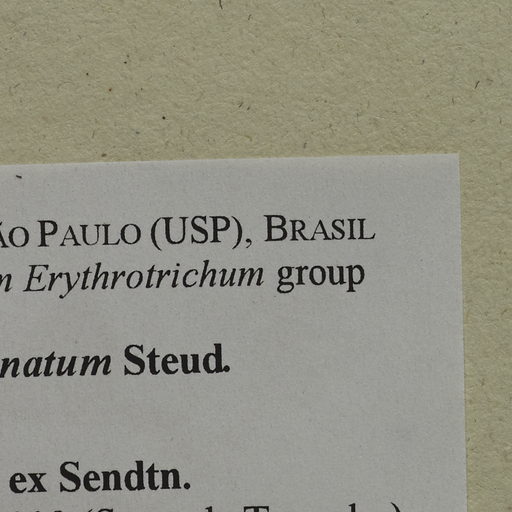 ÃO PAULO (USP), BRASIL
Erythrotrichum group
natum Steud.
ex Sendtn.